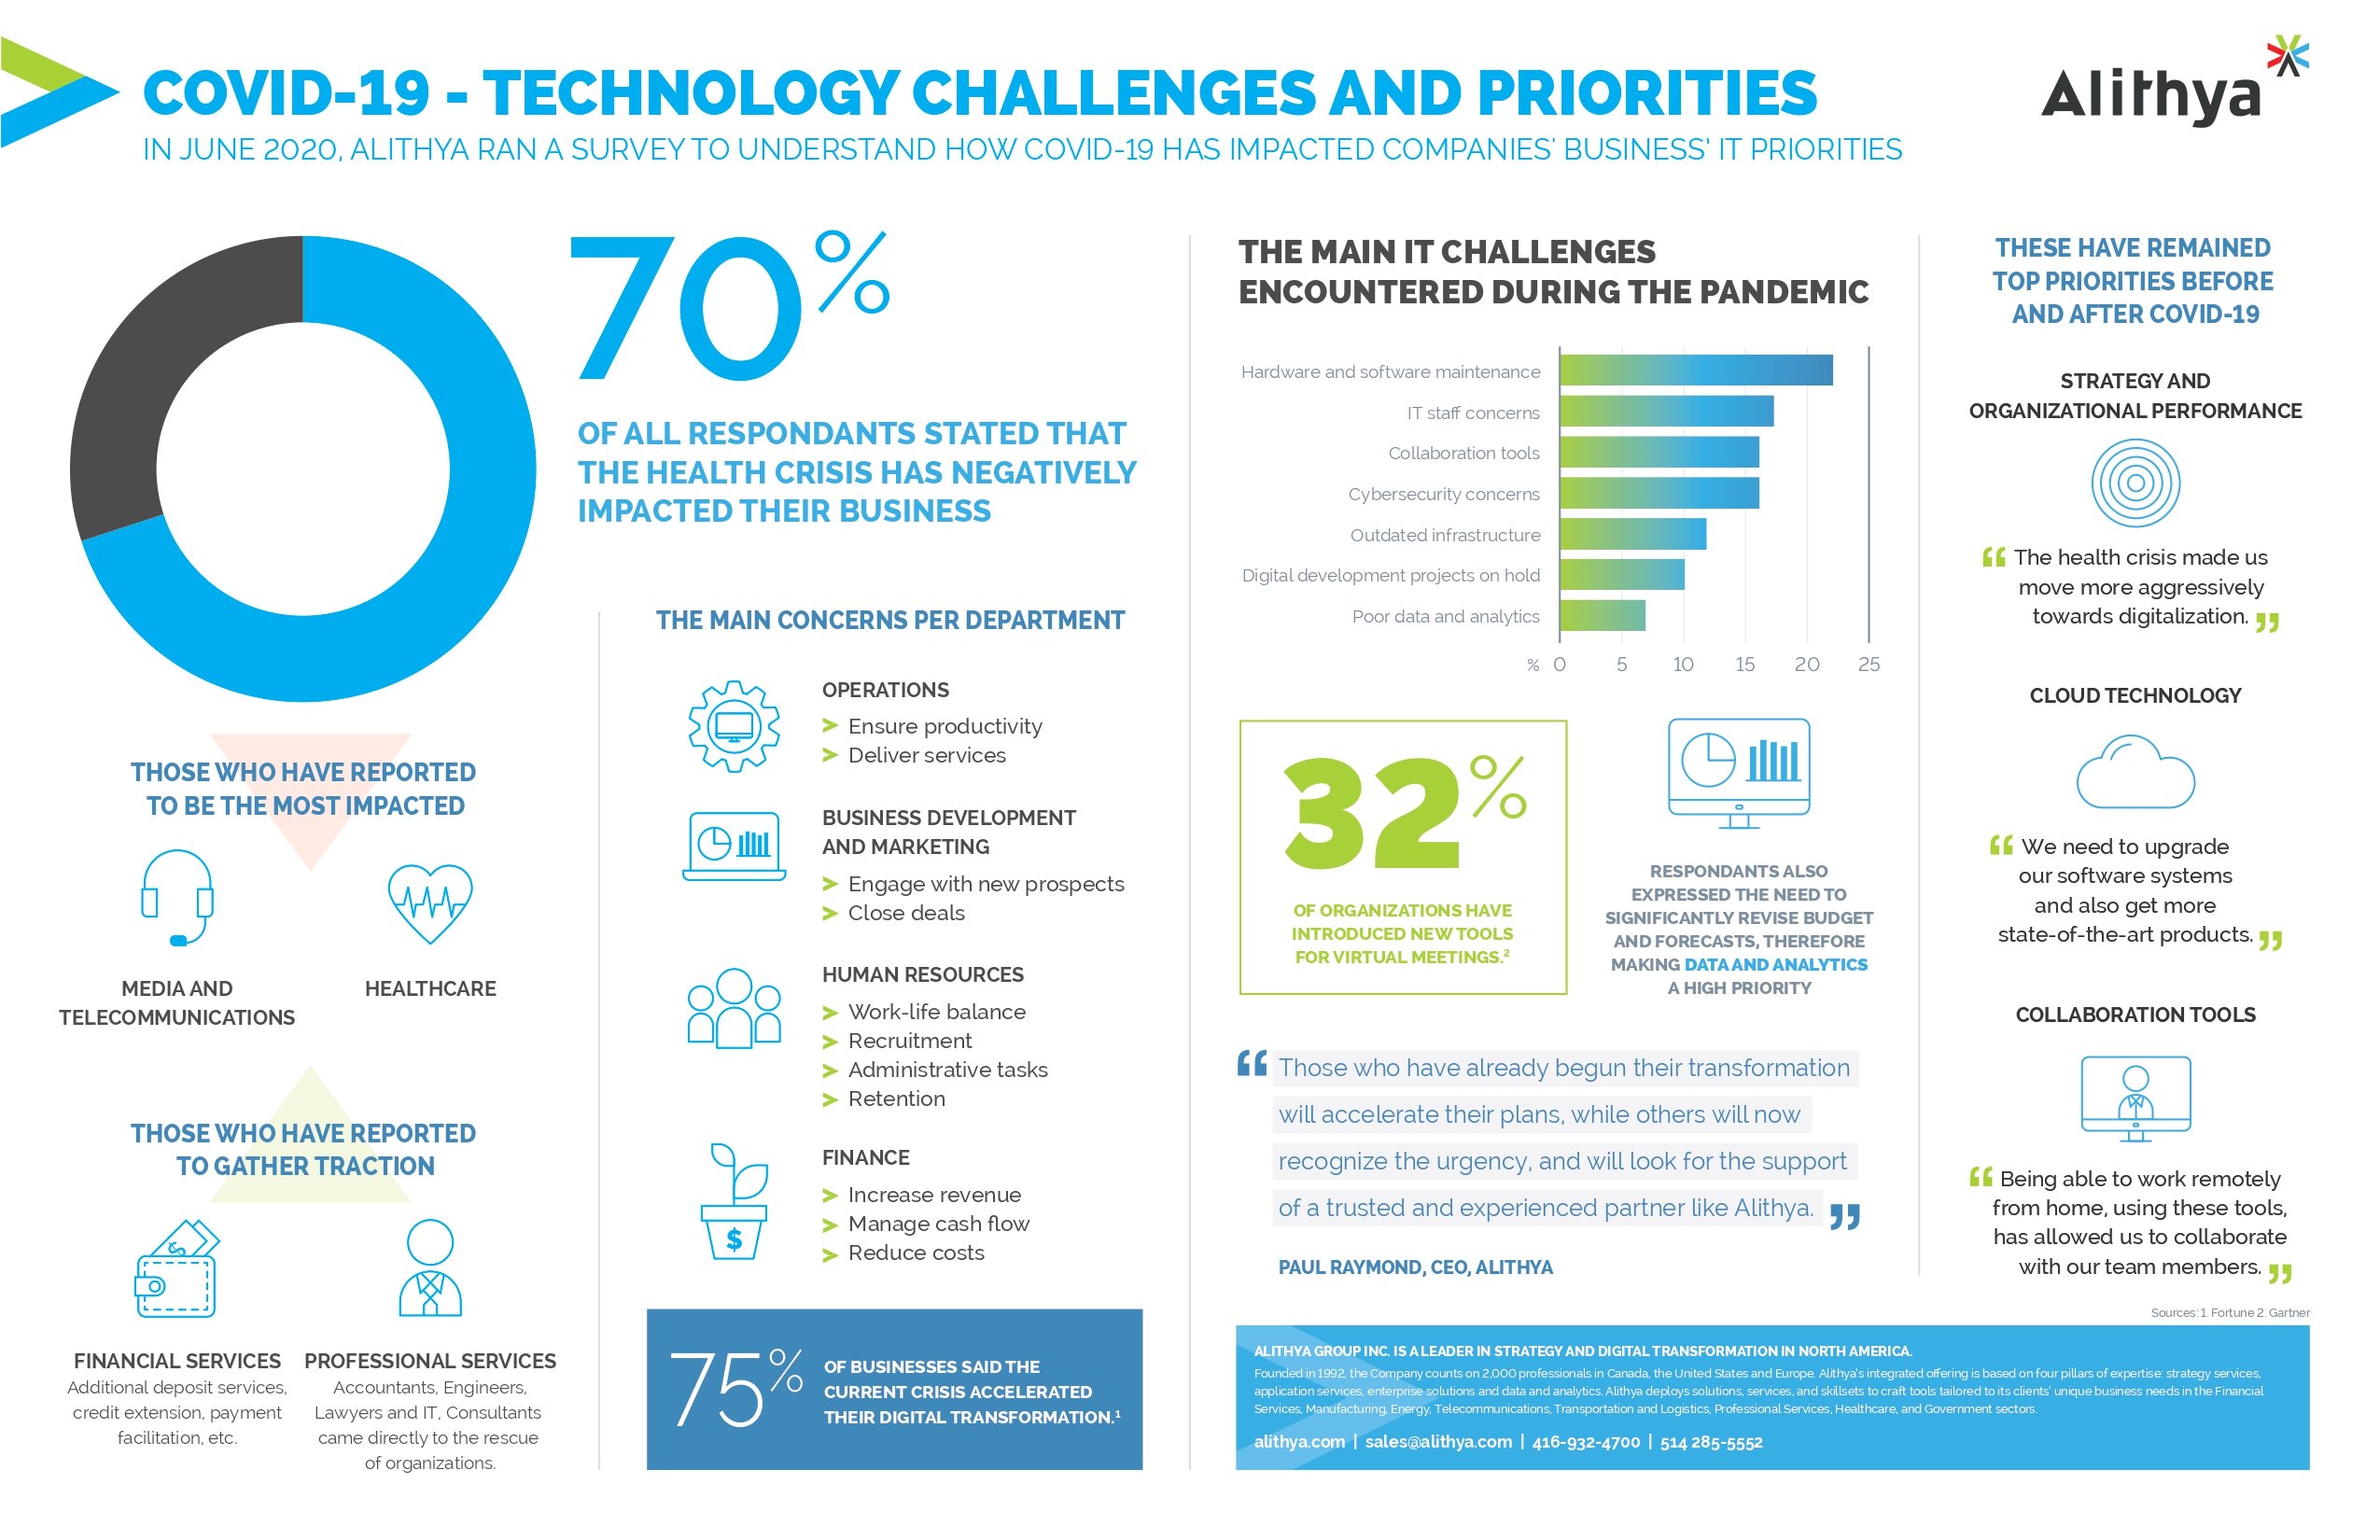 COVID-19 - TECHNOLOGY CHALLENGES AND PRIORITIES
IN JUNE 2020, ALITHYA RAN A SURVEY TO UNDERSTAND HOW COVID-19 HAS IMPACTED COMPANIES' BUSINESS' IT PRIORITIES
Alithya
70%
OF ALL RESPONDANTS STATED THAT
THE HEALTH CRISIS HAS NEGATIVELY
IMPACTED THEIR BUSINESS
THOSE WHO HAVE REPORTED
TO BE THE MOST IMPACTED
MEDIA AND
TELECOMMUNICATIONS
HEALTHCARE
THOSE WHO HAVE REPORTED
TO GATHER TRACTION
$
FINANCIAL SERVICES
Additional deposit services,
credit extension, payment
facilitation, etc.
PROFESSIONAL SERVICES
Accountants, Engineers,
Lawyers and IT, Consultants
came directly to the rescue
of organizations.
THE MAIN CONCERNS PER DEPARTMENT
OPERATIONS
Ensure productivity
Deliver services
BUSINESS DEVELOPMENT
AND MARKETING
Engage with new prospects
Close deals
HUMAN RESOURCES
Work-life balance
Recruitment
Administrative tasks
Retention
$
FINANCE
Increase revenue
Manage cash flow
Reduce costs
75%
OF BUSINESSES SAID THE
CURRENT CRISIS ACCELERATED
THEIR DIGITAL TRANSFORMATION.¹
THE MAIN IT CHALLENGES
ENCOUNTERED DURING THE PANDEMIC
Hardware and software maintenance
IT staff concerns
Collaboration tools
Cybersecurity concerns
Outdated infrastructure
Digital development projects on hold
Poor data and analytics
% 0 5 10 15 20 25
32%
OF ORGANIZATIONS HAVE
INTRODUCED NEW TOOLS
FOR VIRTUAL MEETINGS.²
RESPONDANTS ALSO
EXPRESSED THE NEED TO
SIGNIFICANTLY REVISE BUDGET
AND FORECASTS, THEREFORE
MAKING DATA AND ANALYTICS
A HIGH PRIORITY
“Those who have already begun their transformation
will accelerate their plans, while others will now
recognize the urgency, and will look for the support
of a trusted and experienced partner like Alithya.”
PAUL RAYMOND, CEO, ALITHYA
THESE HAVE REMAINED
TOP PRIORITIES BEFORE
AND AFTER COVID-19
STRATEGY AND
ORGANIZATIONAL PERFORMANCE
“The health crisis made us
move more aggressively
towards digitalization.”
CLOUD TECHNOLOGY
“We need to upgrade
our software systems
and also get more
state-of-the-art products.”
COLLABORATION TOOLS
“Being able to work remotely
from home, using these tools,
has allowed us to collaborate
with our team members.”
Sources: 1. Fortune 2. Gartner
ALITHYA GROUP INC. IS A LEADER IN STRATEGY AND DIGITAL TRANSFORMATION IN NORTH AMERICA.
Founded in 1992, the Company counts on 2,000 professionals in Canada, the United States and Europe. Alithya's integrated offering is based on four pillars of expertise: strategy services,
application services, enterprise solutions and data and analytics. Alithya deploys solutions, services, and skillsets to craft tools tailored to its clients' unique business needs in the Financial
Services, Manufacturing, Energy, Telecommunications, Transportation and Logistics, Professional Services, Healthcare, and Government sectors.
alithya.com | sales@alithya.com | 416-932-4700 | 514 285-5552